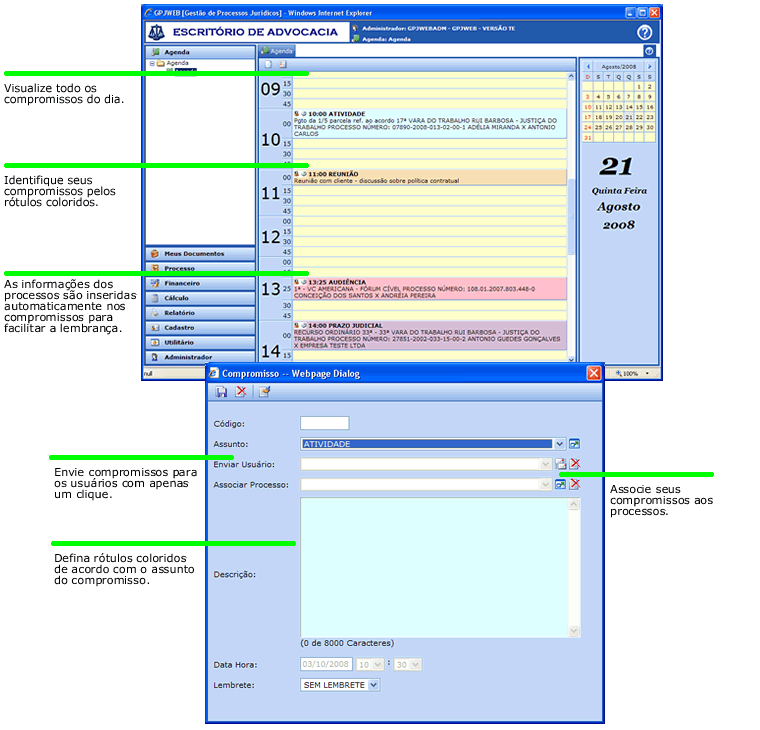 GPJWEB [Gestão de Processos Jurídicos] - Windows Internet Explorer
ESCRITÓRIO DE ADVOCACIA
Administrador: GPJWEBADM - GPJWEB - VERSÃO TE
Agenda: Agenda
Agenda
Agenda
Agenda
Visualize todo os
compromissos do dia.
Identifique seus
compromissos pelos
rótulos coloridos.
As informações dos
processos são inseridas
automaticamente nos
compromissos para
facilitar a lembrança.
Meus Documentos
Processo
Financeiro
Cálculo
Relatório
Cadastro
Utilitário
Administrador
null
09 15
30
45
10 00
15
30
45
10:00 ATIVIDADE
Pgto da 1/5 parcela ref. ao acordo 17ª VARA DO TRABALHO RUI BARBOSA - JUSTIÇA DO
TRABALHO PROCESSO NÚMERO: 07890-2008-013-02-00-1 ADÉLIA MIRANDA X ANTONIO
CARLOS
11 00
15
30
45
11:00 REUNIÃO
Reunião com cliente - discussão sobre política contratual
12 00
15
30
45
13 25
30
45
13:25 AUDIÊNCIA
1ª - VC AMERICANA - FÓRUM CÍVEL PROCESSO NÚMERO: 108.01.2007.803.448-0
CONCEIÇÃO DOS SANTOS X ANDRÉIA PEREIRA
14 00
15
14:00 PRAZO JUDICIAL
RECURSO ORDINÁRIO 33ª - 33ª VARA DO TRABALHO RUI BARBOSA - JUSTIÇA DO
TRABALHO PROCESSO NÚMERO: 27851-2002-033-15-00-2 ANTONIO GUEDES GONÇALVES
X EMPRESA TESTE LTDA
Agosto/2008
D S T Q Q S S
1 2
3 4 5 6 7 8 9
10 11 12 13 14 15 16
17 18 19 20 21 22 23
24 25 26 27 28 29 30
31
21
Quinta Feira
Agosto
2008
100%
Compromisso -- Webpage Dialog
Código:
Assunto: ATIVIDADE
Enviar Usuário:
Associar Processo:
Descrição:
(0 de 8000 Caracteres)
Data Hora: 03/10/2008 10 : 30
Lembrete: SEM LEMBRETE
Envie compromissos para
os usuários com apenas
um clique.
Defina rótulos coloridos
de acordo com o assunto
do compromisso.
Associe seus
compromissos aos
processos.